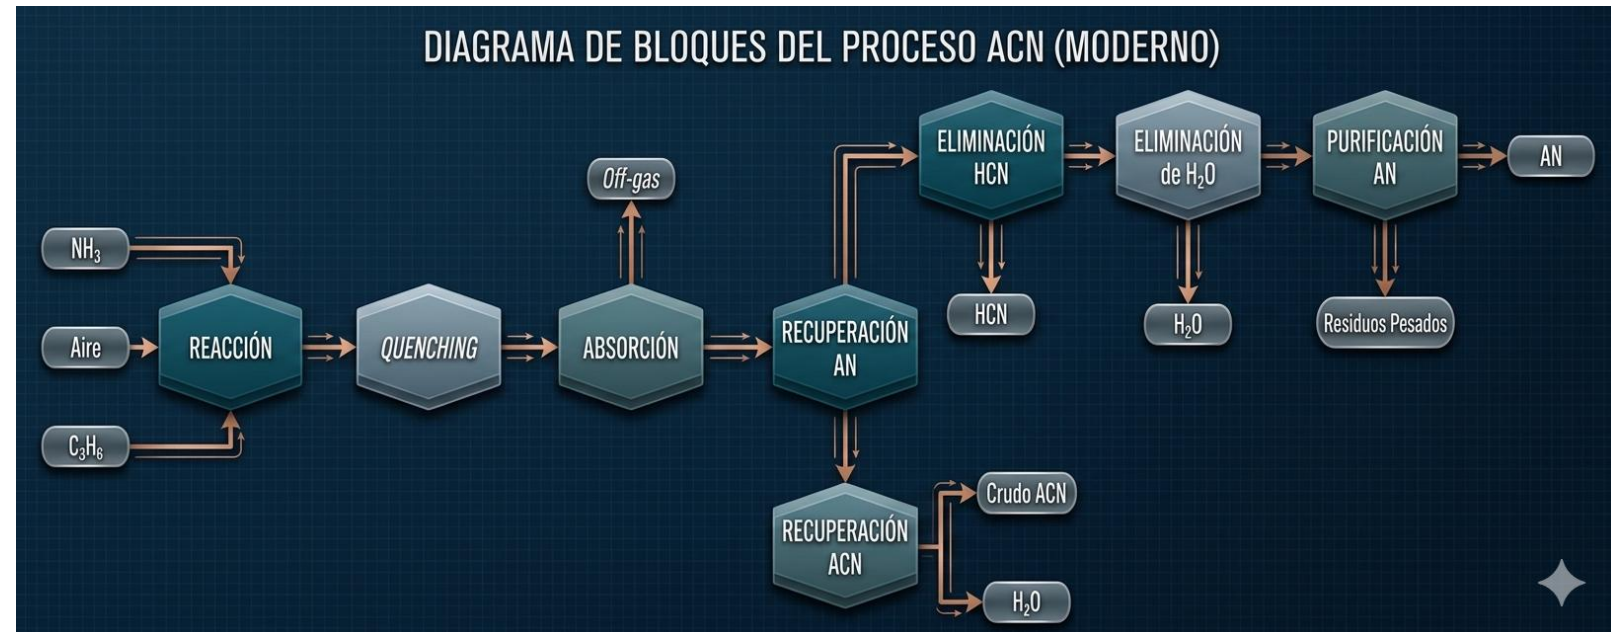 DIAGRAMA DE BLOQUES DEL PROCESO ACN (MODERNO)
NH₃
Aire
C₃H₆
REACCIÓN
QUENCHING
Off-gas
ABSORCIÓN
RECUPERACIÓN
AN
ELIMINACIÓN
HCN
HCN
ELIMINACIÓN
de H₂O
H₂O
PURIFICACIÓN
AN
Residuos Pesados
AN
RECUPERACIÓN
ACN
Crudo ACN
H₂O